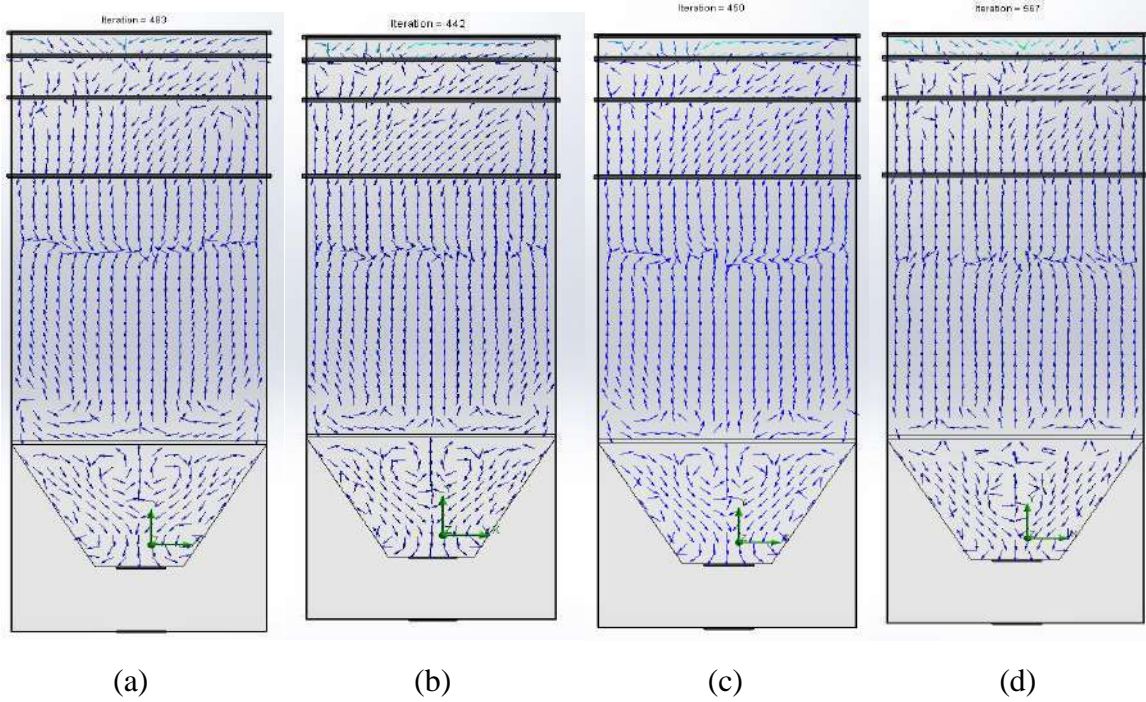 Iteration = 483
Iteration = 442
Iteration = 450
Iteration = 567
(a)
(b)
(c)
(d)